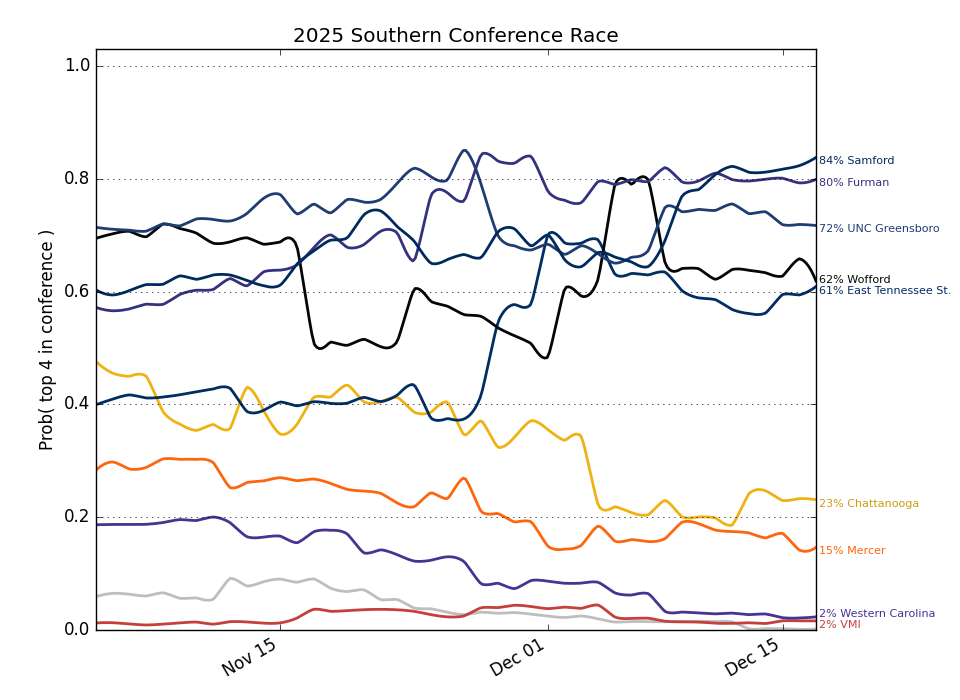 2025 Southern Conference Race
Prob( top 4 in conference )
1.0
0.8
0.6
0.4
0.2
0.0
Nov 15
Dec 01
Dec 15
84% Samford
80% Furman
72% UNC Greensboro
62% Wofford
61% East Tennessee St.
23% Chattanooga
15% Mercer
2% Western Carolina
2% VMI